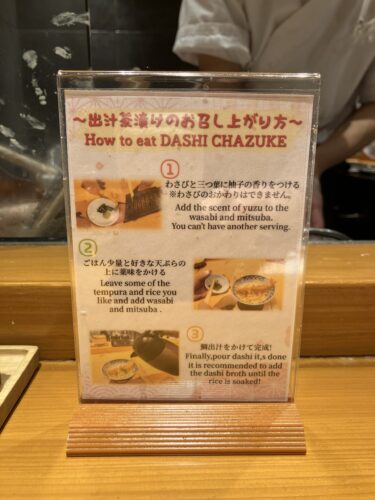 ～出汁茶漬けのお召し上がり方～
How to eat DASHI CHAZUKE
①
わさびと三つ葉に柚子の香りをつける
※わさびのおかわりはできません。
Add the scent of yuzu to the
wasabi and mitsuba.
You can't have another serving.
②
ごはん少量と好きな天ぷらの
上に薬味をかける
Leave some of the
tempura and rice you
like and add wasabi
and mitsuba .
③
鯛出汁をかけて完成!
Finally,pour dashi it,s done
it is recommended to add
the dashi broth until the
rice is soaked!